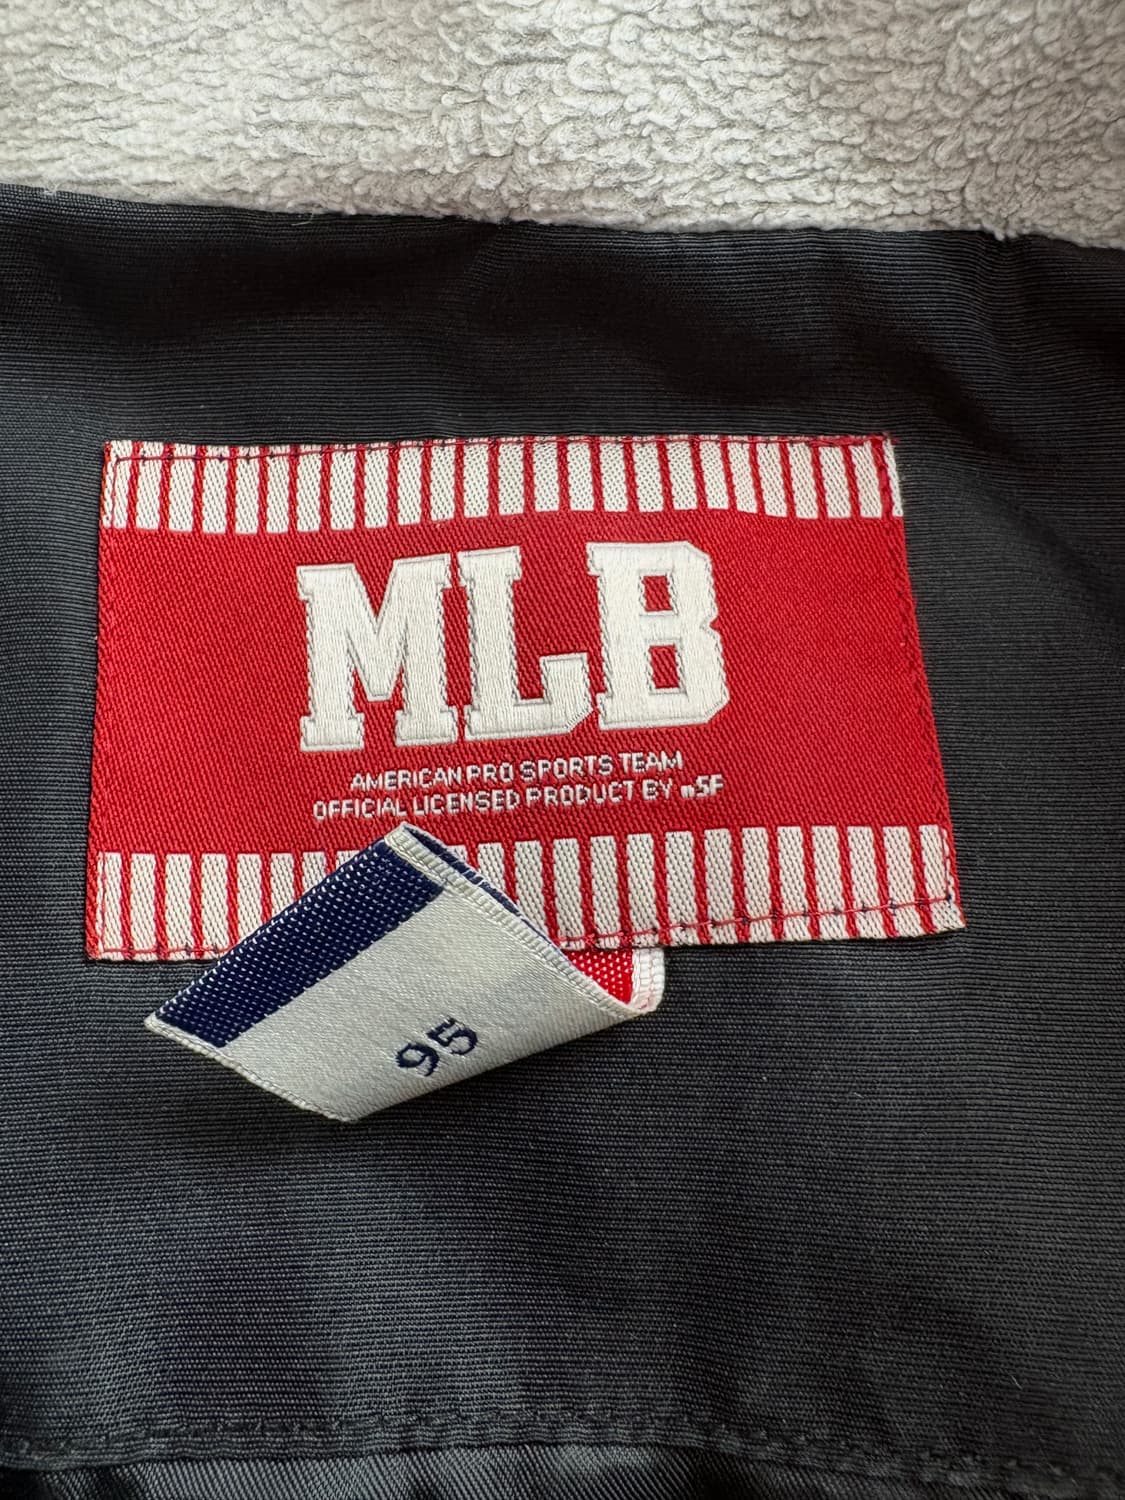 MLB
AMERICAN PRO SPORTS TEAM
OFFICIAL LICENSED PRODUCT BY
95